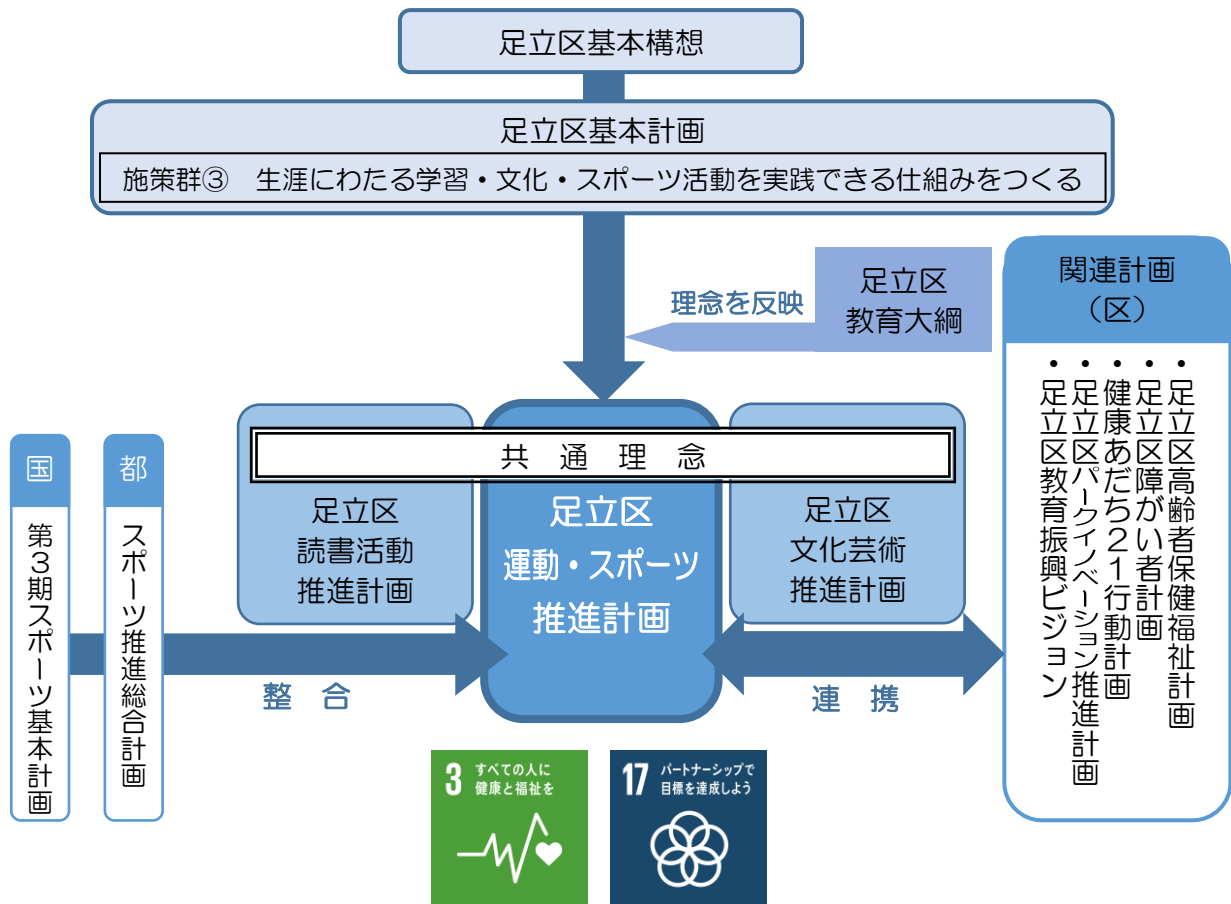 足立区基本構想
足立区基本計画
施策群③　生涯にわたる学習・文化・スポーツ活動を実践できる仕組みをつくる
理念を反映
足立区
教育大綱
関連計画
（区）
・足立区高齢者保健福祉計画
・足立区障がい者計画
・健康あだち２１行動計画
・足立区パークイノベーション推進計画
・足立区教育振興ビジョン
国
第３期スポーツ基本計画
都
スポーツ推進総合計画
共　通　理　念
足立区
読書活動
推進計画
足立区
運動・スポーツ
推進計画
足立区
文化芸術
推進計画
整　合
連　携
3 すべての人に
健康と福祉を
17 パートナーシップで
目標を達成しよう